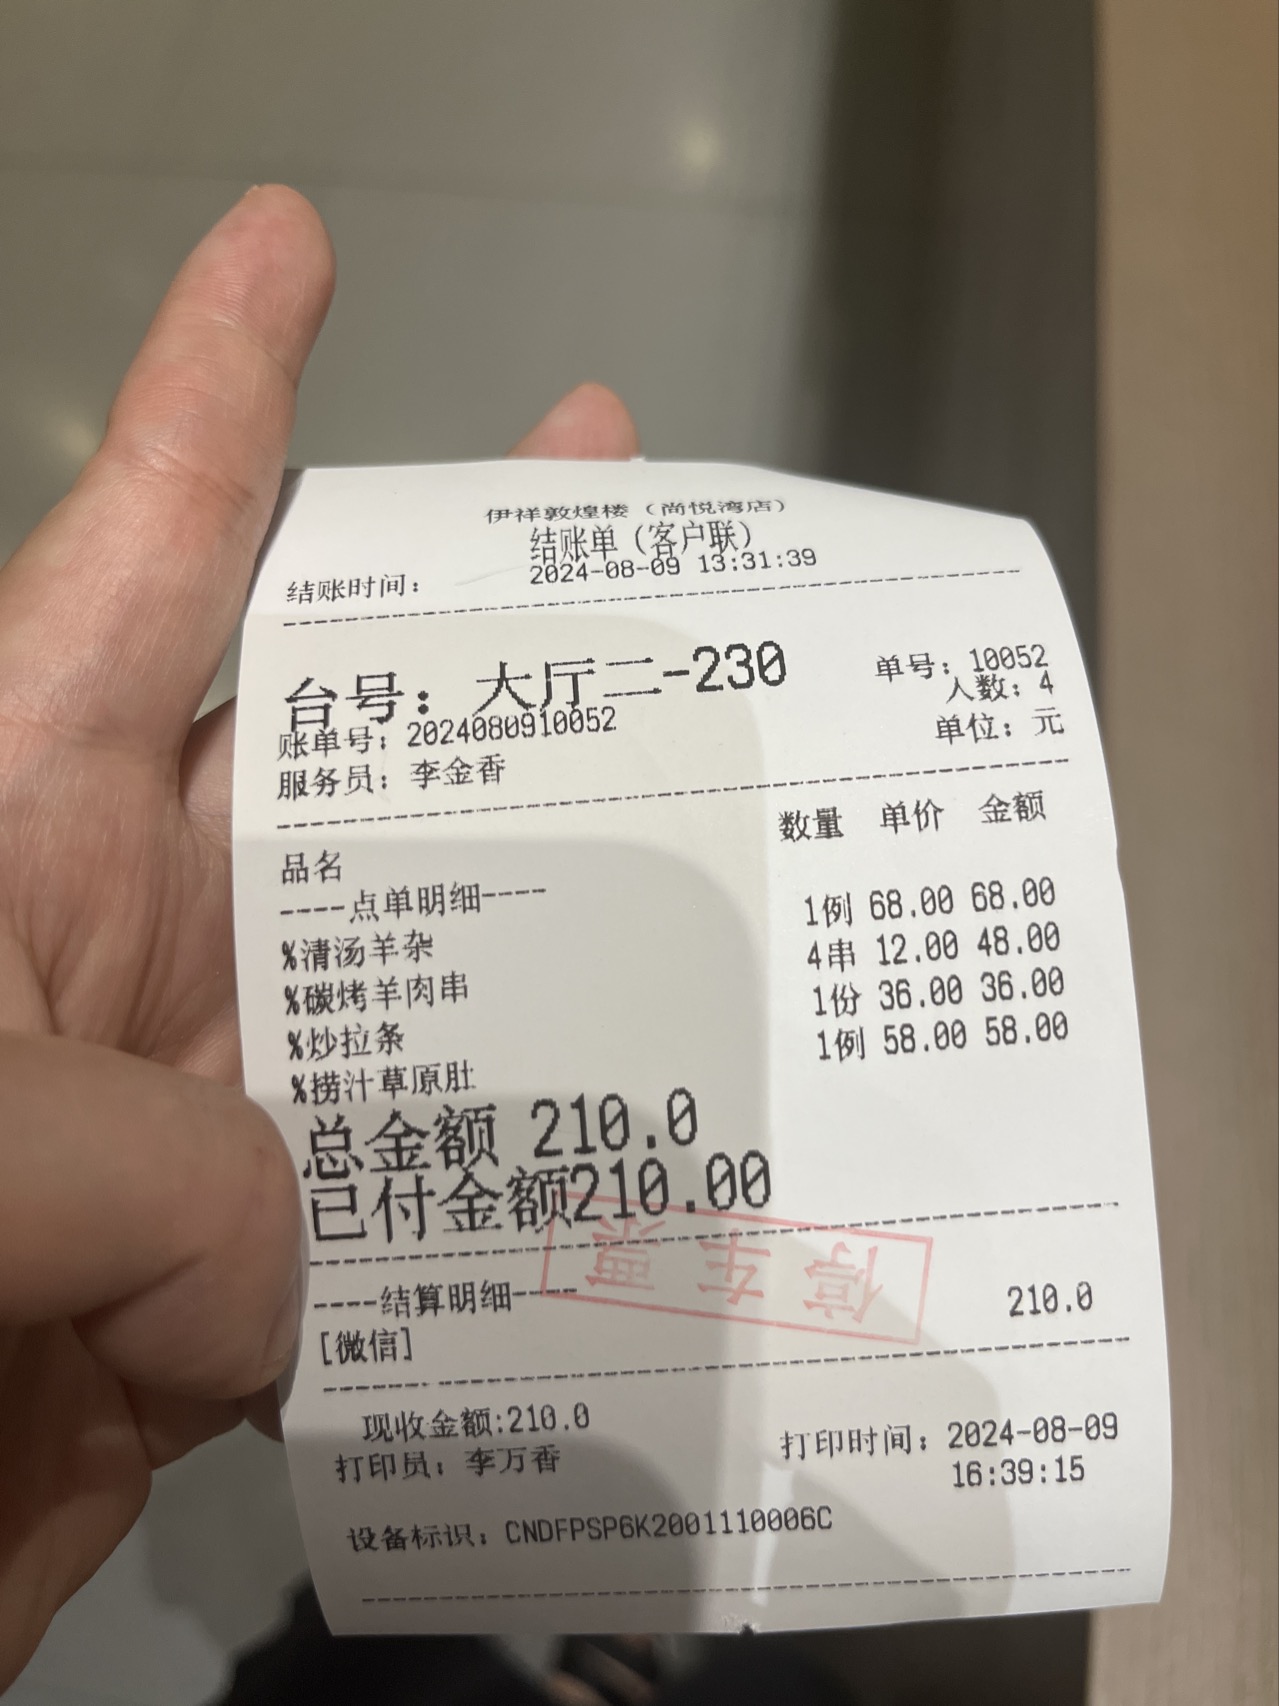 伊祥敦煌楼（尚悦湾店）
结账单（客户联）
结账时间： 2024-08-09 13:31:39
台号：大厅二-230 单号：10052
人数：4
账单号：2024080910052 单位：元
服务员：李金香
品名 数量 单价 金额
----点单明细----
%清汤羊杂 1例 68.00 68.00
%碳烤羊肉串 4串 12.00 48.00
%炒拉条 1份 36.00 36.00
%捞汁草原肚 1例 58.00 58.00
总金额 210.0
已付金额210.00
停车票
----结算明细----
[微信] 210.0
现收金额:210.0
打印员：李万香 打印时间：2024-08-09
16:39:15
设备标识：CNDFPSP6K2001110006C